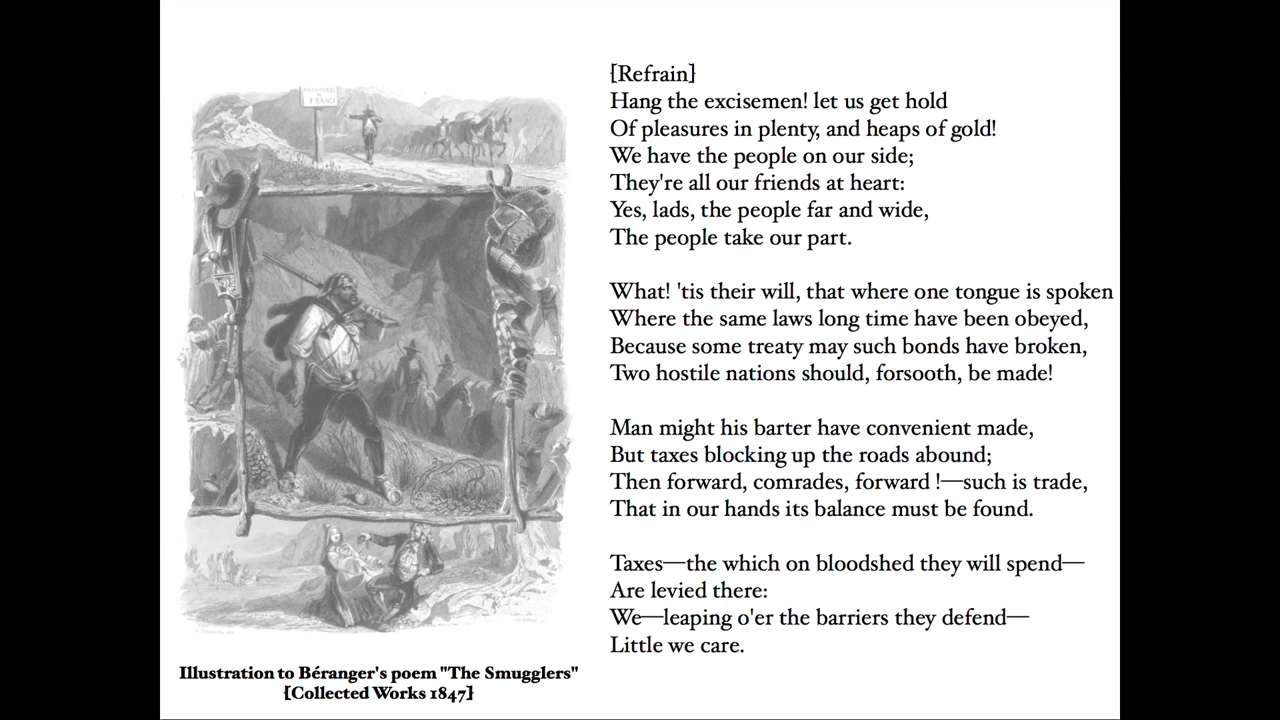 FRANCE
[Refrain]
Hang the excisemen! let us get hold
Of pleasures in plenty, and heaps of gold!
We have the people on our side;
They're all our friends at heart:
Yes, lads, the people far and wide,
The people take our part.
What! 'tis their will, that where one tongue is spoken
Where the same laws long time have been obeyed,
Because some treaty may such bonds have broken,
Two hostile nations should, forsooth, be made!
Man might his barter have convenient made,
But taxes blocking up the roads abound;
Then forward, comrades, forward !—such is trade,
That in our hands its balance must be found.
Taxes—the which on bloodshed they will spend—
Are levied there:
We—leaping o'er the barriers they defend—
Little we care.
Illustration to Béranger's poem "The Smugglers"
[Collected Works 1847]